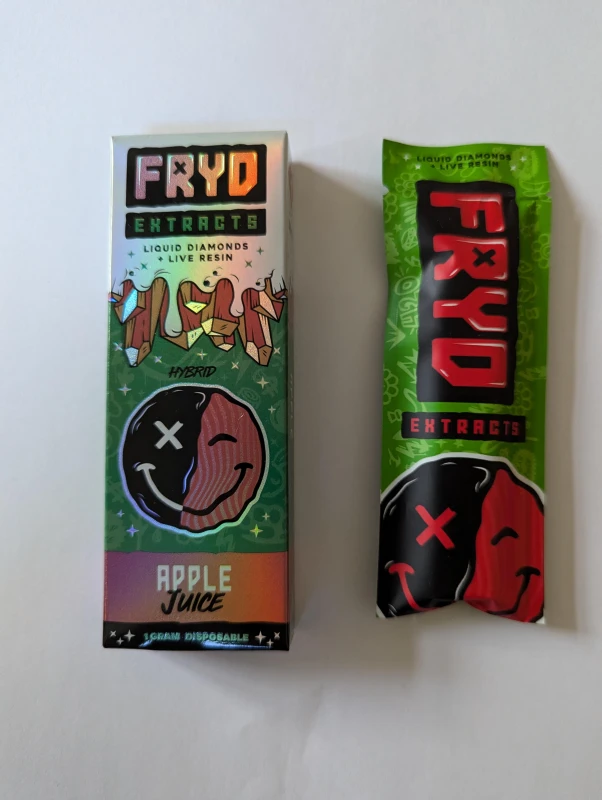 FRYD
EXTRACTS
LIQUID DIAMONDS
+ LIVE RESIN
HYBRID
APPLE
JUICE
1 GRAM DISPOSABLE
LIQUID DIAMONDS
+ LIVE RESIN
FRYD
EXTRACTS